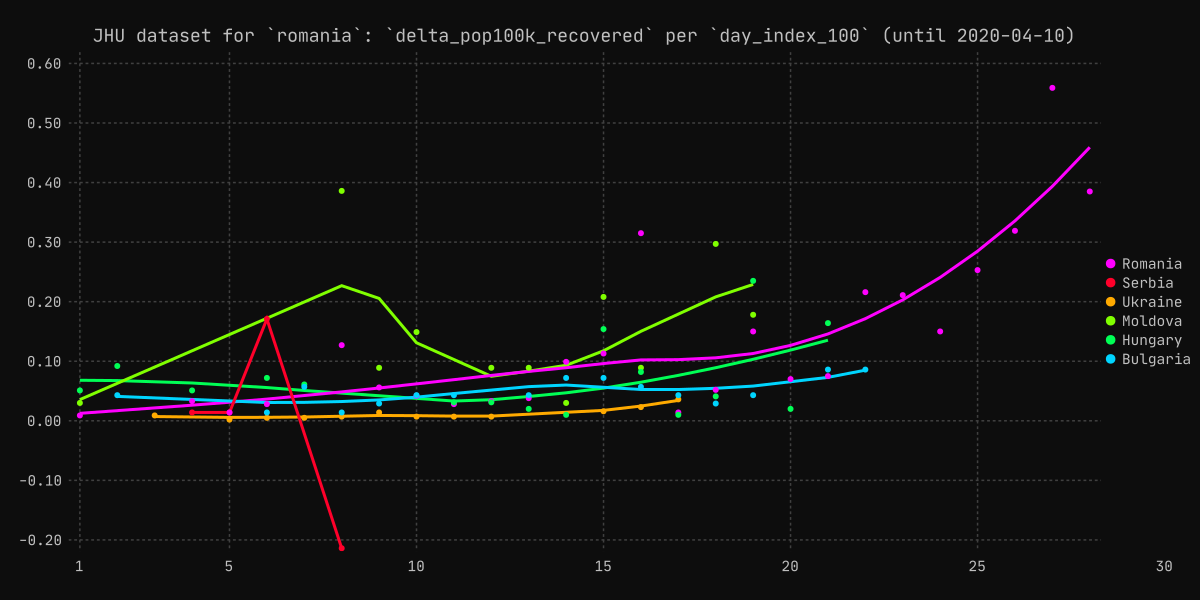 JHU dataset for `romania`: `delta_pop100k_recovered` per `day_index_100` (until 2020-04-10)
0.60
0.50
0.40
0.30
0.20
0.10
0.00
-0.10
-0.20
1 5 10 15 20 25 30
Romania
Serbia
Ukraine
Moldova
Hungary
Bulgaria